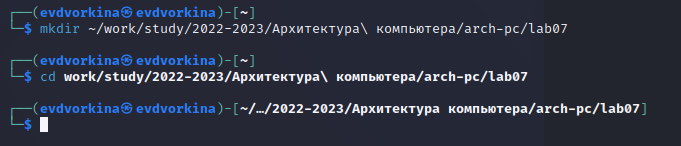 ┌──(evdvorkina㉿evdvorkina)-[~]
└─$ mkdir ~/work/study/2022-2023/Архитектура\ компьютера/arch-pc/lab07
┌──(evdvorkina㉿evdvorkina)-[~]
└─$ cd work/study/2022-2023/Архитектура\ компьютера/arch-pc/lab07
┌──(evdvorkina㉿evdvorkina)-[~/…/2022-2023/Архитектура компьютера/arch-pc/lab07]
└─$